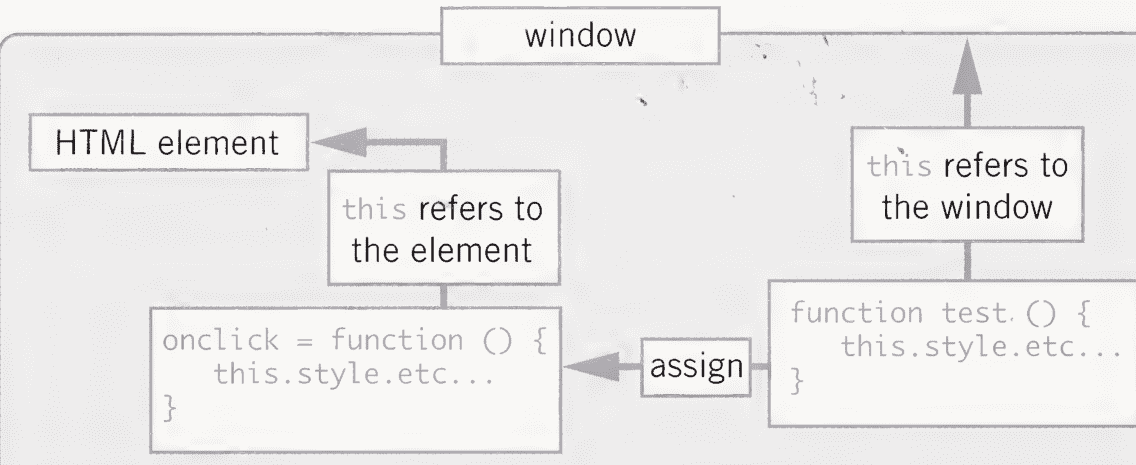 window
HTML element
this refers to
the element
this refers to
the window
onclick = function () {
this.style.etc...
}
assign
function test () {
this.style.etc...
}